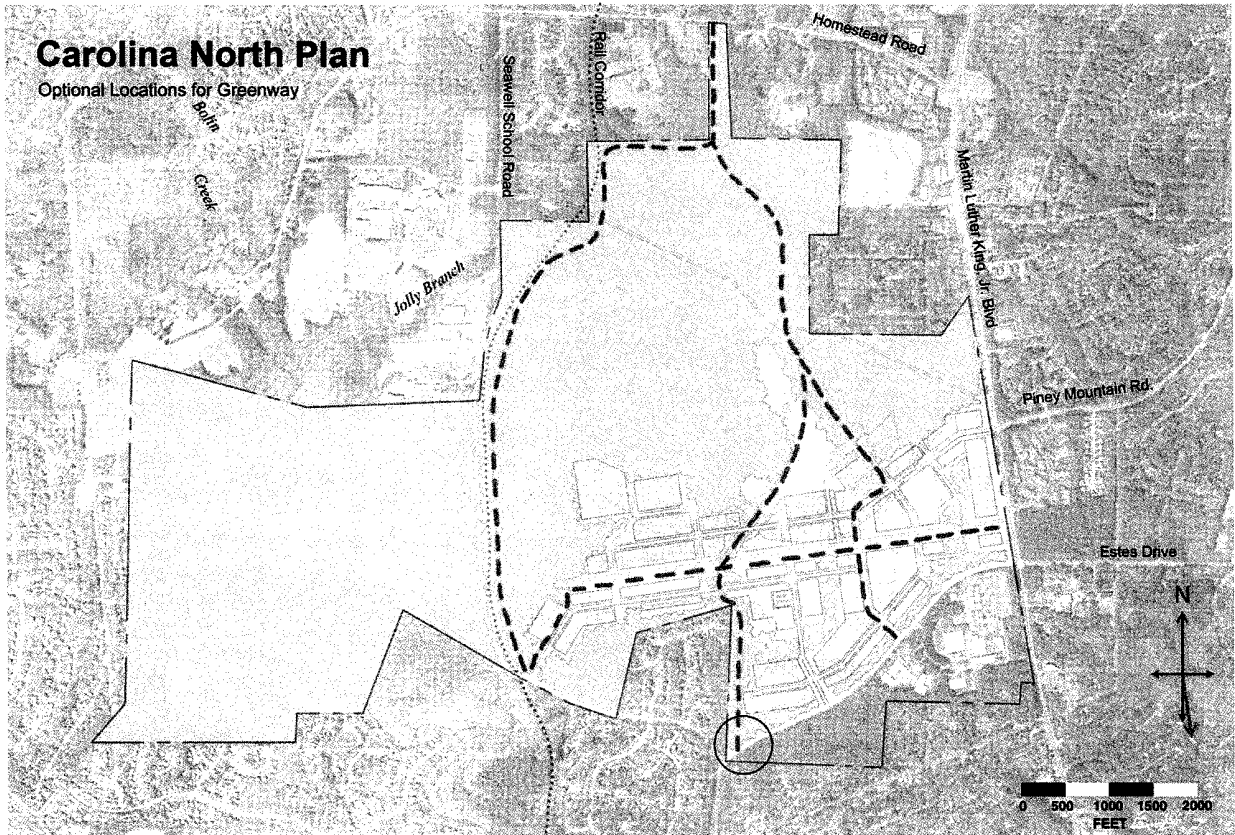 Carolina North Plan
Optional Locations for Greenway
Bolin
Creek
Seawell School Road
Rail Corridor
Homestead Road
Jolly Branch
Martin Luther King, Jr. Blvd
Piney Mountain Rd.
Estes Drive
N
0 500 1000 1500 2000
FEET